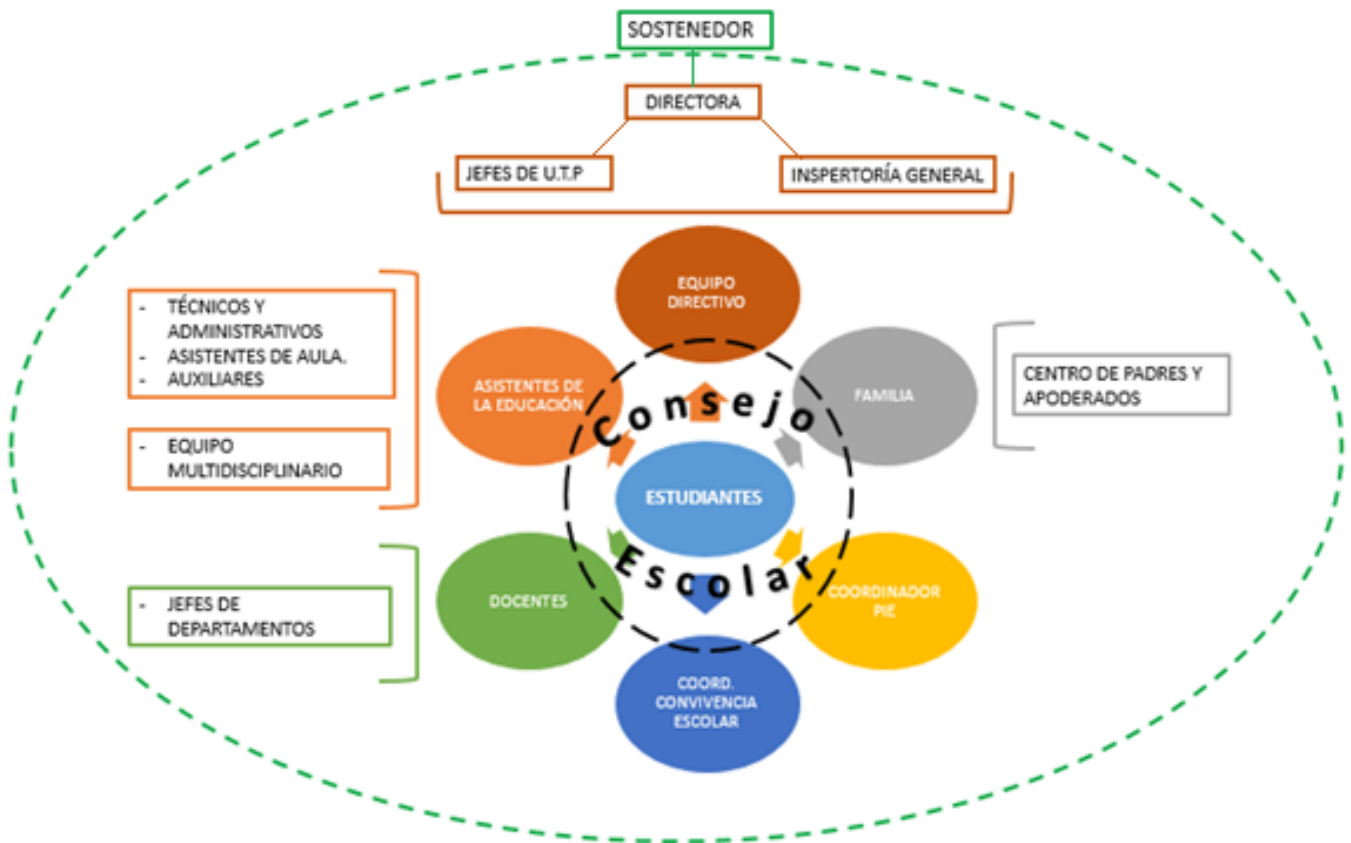 SOSTENEDOR
DIRECTORA
JEFES DE U.T.P
INSPERTORÍA GENERAL
EQUIPO
DIRECTIVO
- TÉCNICOS Y
ADMINISTRATIVOS
- ASISTENTES DE AULA.
- AUXILIARES
- EQUIPO
MULTIDISCIPLINARIO
ASISTENTES DE
LA EDUCACIÓN
FAMILIA
CENTRO DE PADRES Y
APODERADOS
Consejo
ESTUDIANTES
Escolar
- JEFES DE
DEPARTAMENTOS
DOCENTES
COORDINADOR
PIE
COORD.
CONVIVENCIA
ESCOLAR